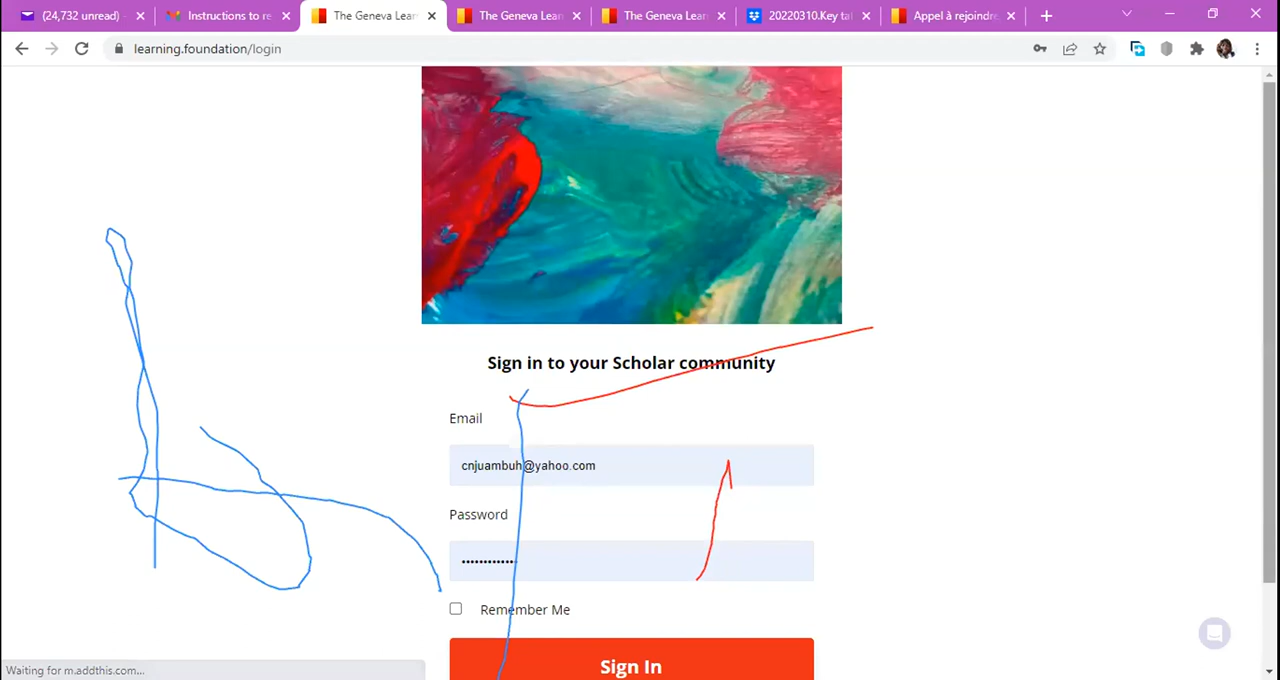 (24,732 unread) -
Instructions to re
The Geneva Lear
The Geneva Lear
The Geneva Lear
20220310.Key ta
Appel à rejoindre
learning.foundation/login
Sign in to your Scholar community
Email
cnjuambuh@yahoo.com
Password
Remember Me
Sign In
Waiting for m.addthis.com...